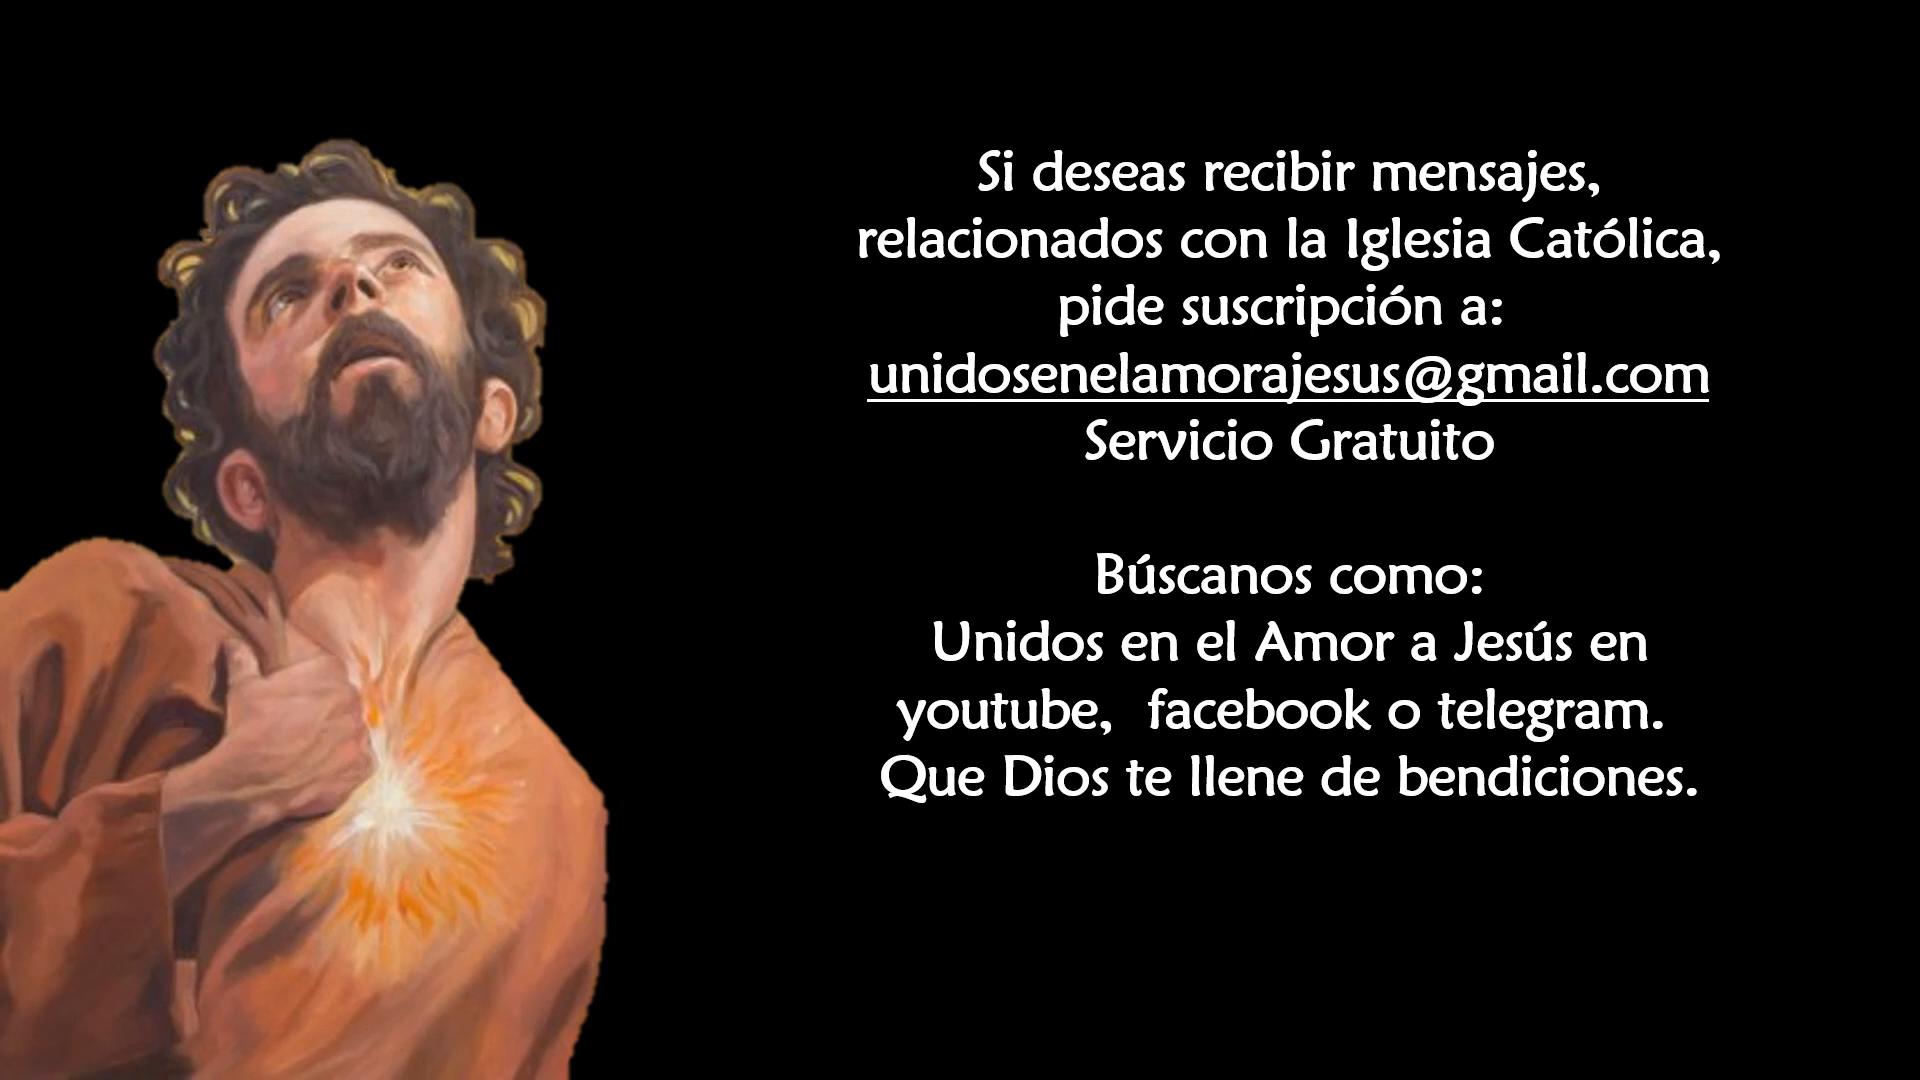 Si deseas recibir mensajes,
relacionados con la Iglesia Católica,
pide suscripción a:
unidosenelamorajesus@gmail.com
Servicio Gratuito
Búscanos como:
Unidos en el Amor a Jesús en
youtube,  facebook o telegram.
Que Dios te llene de bendiciones.